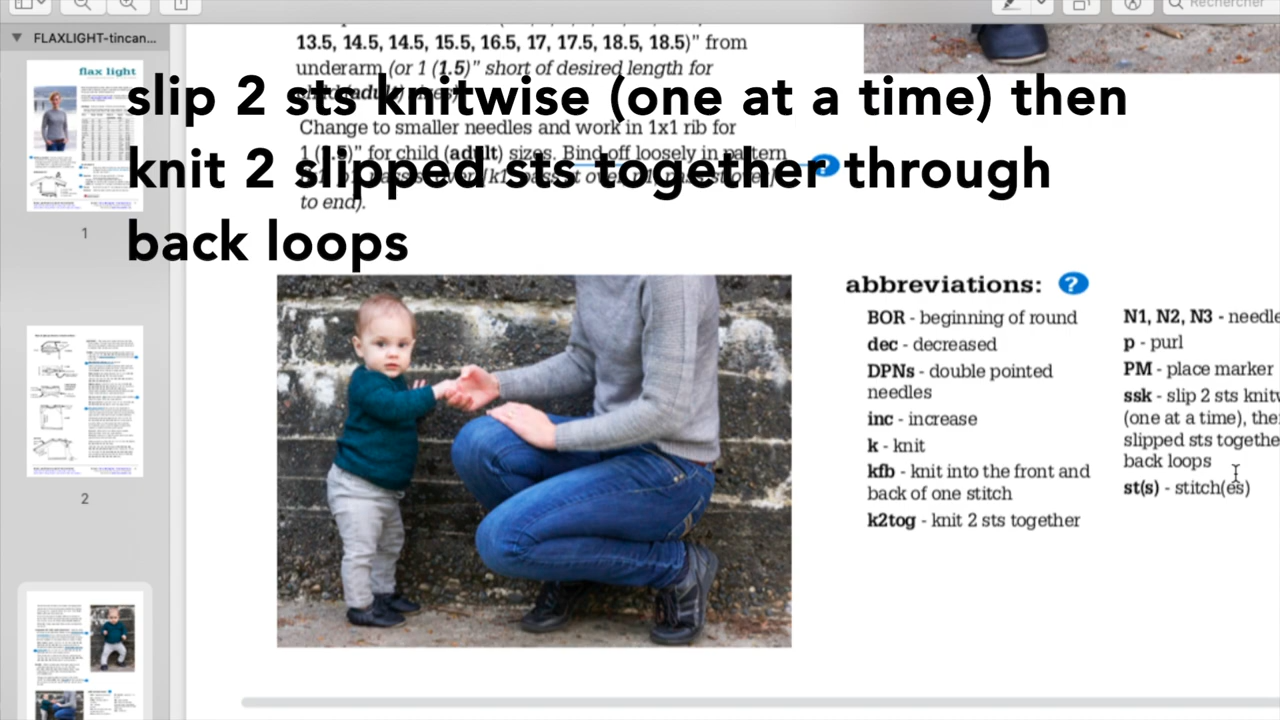 Rechercher
FLAXLIGHT-tincan...
flax light
1
2
13.5, 14.5, 14.5, 15.5, 16.5, 17, 17.5, 18.5, 18.5)" from
underarm (or 1 (1.5)" short of desired length for
slip 2 sts knitwise (one at a time) then
knit 2 slipped sts together through
back loops
Change to smaller needles and work in 1x1 rib for
1 (1.5)" for child (adult) sizes. Bind off loosely in pattern
to end).
abbreviations: ?
BOR - beginning of round
dec - decreased
DPNs - double pointed
needles
inc - increase
k - knit
kfb - knit into the front and
back of one stitch
k2tog - knit 2 sts together
N1, N2, N3 - needle
p - purl
PM - place marker
ssk - slip 2 sts knitw
(one at a time), the
slipped sts togethe
back loops
st(s) - stitch(es)